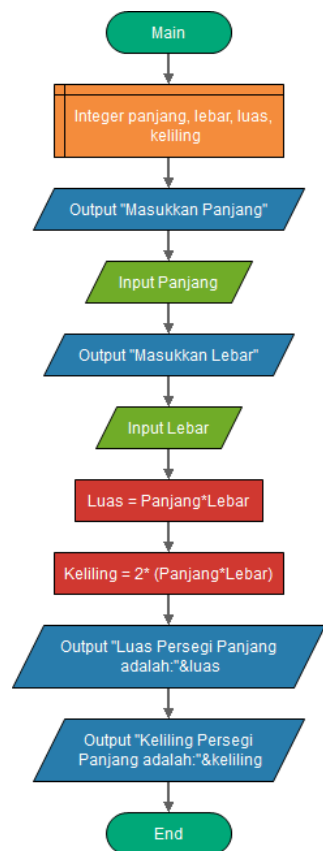 Main
Integer panjang, lebar, luas,
keliling
Output "Masukkan Panjang"
Input Panjang
Output "Masukkan Lebar"
Input Lebar
Luas = Panjang*Lebar
Keliling = 2* (Panjang*Lebar)
Output "Luas Persegi Panjang
adalah:"&luas
Output "Keliling Persegi
Panjang adalah:"&keliling
End